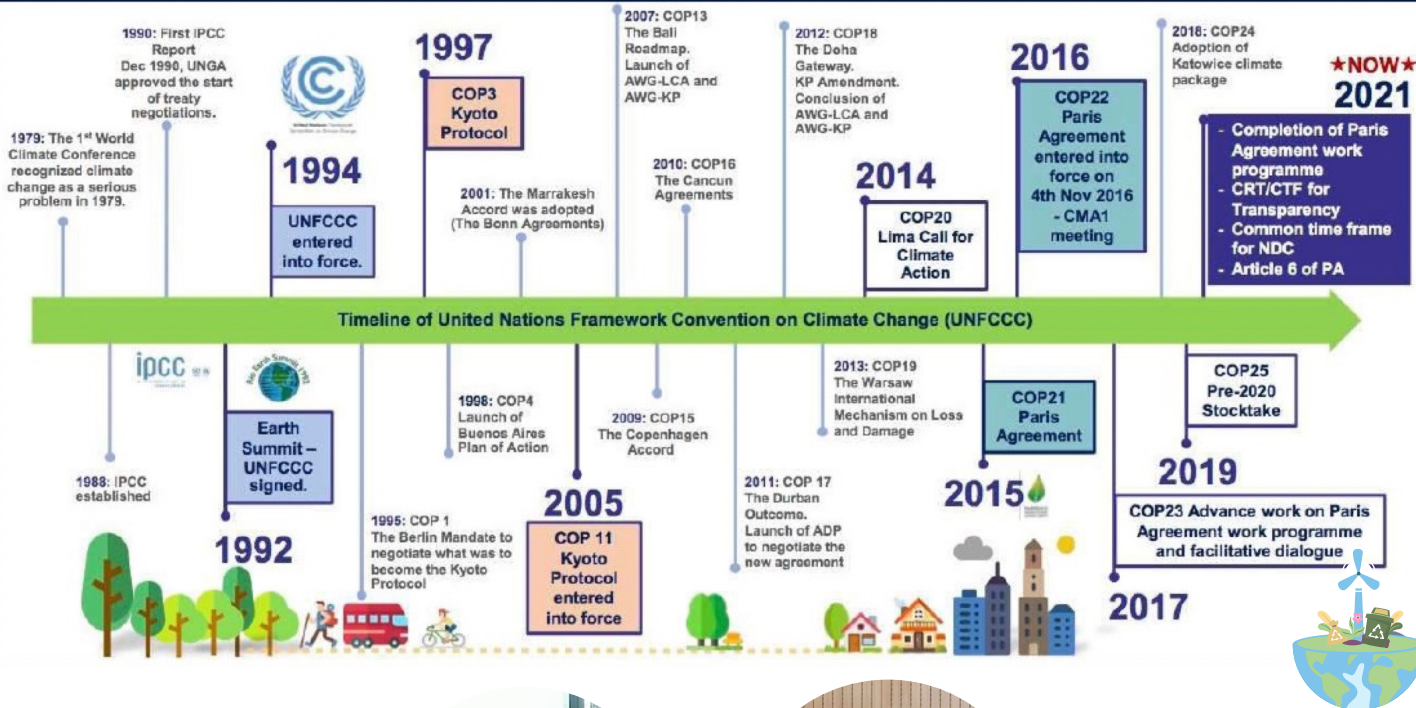 1979: The 1st World
Climate Conference
recognized climate
change as a serious
problem in 1979.
1990: First IPCC
Report
Dec 1990, UNGA
approved the start
of treaty
negotiations.
1994
UNFCCC
entered
into force.
1997
COP3
Kyoto
Protocol
2001: The Marrakesh
Accord was adopted
(The Bonn Agreements)
2007: COP13
The Bali
Roadmap.
Launch of
AWG-LCA and
AWG-KP
2010: COP16
The Cancun
Agreements
2012: COP18
The Doha
Gateway.
KP Amendment.
Conclusion of
AWG-LCA and
AWG-KP
2014
COP20
Lima Call for
Climate
Action
2016
COP22
Paris
Agreement
entered into
force on
4th Nov 2016
- CMA1
meeting
2018: COP24
Adoption of
Katowice climate
package
★NOW★
2021
- Completion of Paris
Agreement work
programme
- CRT/CTF for
Transparency
- Common time frame
for NDC
- Article 6 of PA
Timeline of United Nations Framework Convention on Climate Change (UNFCCC)
ipcc
1988: IPCC
established
Rio Earth Summit 1992
Earth
Summit –
UNFCCC
signed.
1992
1995: COP 1
The Berlin Mandate to
negotiate what was to
become the Kyoto
Protocol
1998: COP4
Launch of
Buenos Aires
Plan of Action
2005
COP 11
Kyoto
Protocol
entered
into force
2009: COP15
The Copenhagen
Accord
2011: COP 17
The Durban
Outcome.
Launch of ADP
to negotiate the
new agreement
2013: COP19
The Warsaw
International
Mechanism on Loss
and Damage
COP21
Paris
Agreement
2015
COP25
Pre-2020
Stocktake
2019
COP23 Advance work on Paris
Agreement work programme
and facilitative dialogue
2017